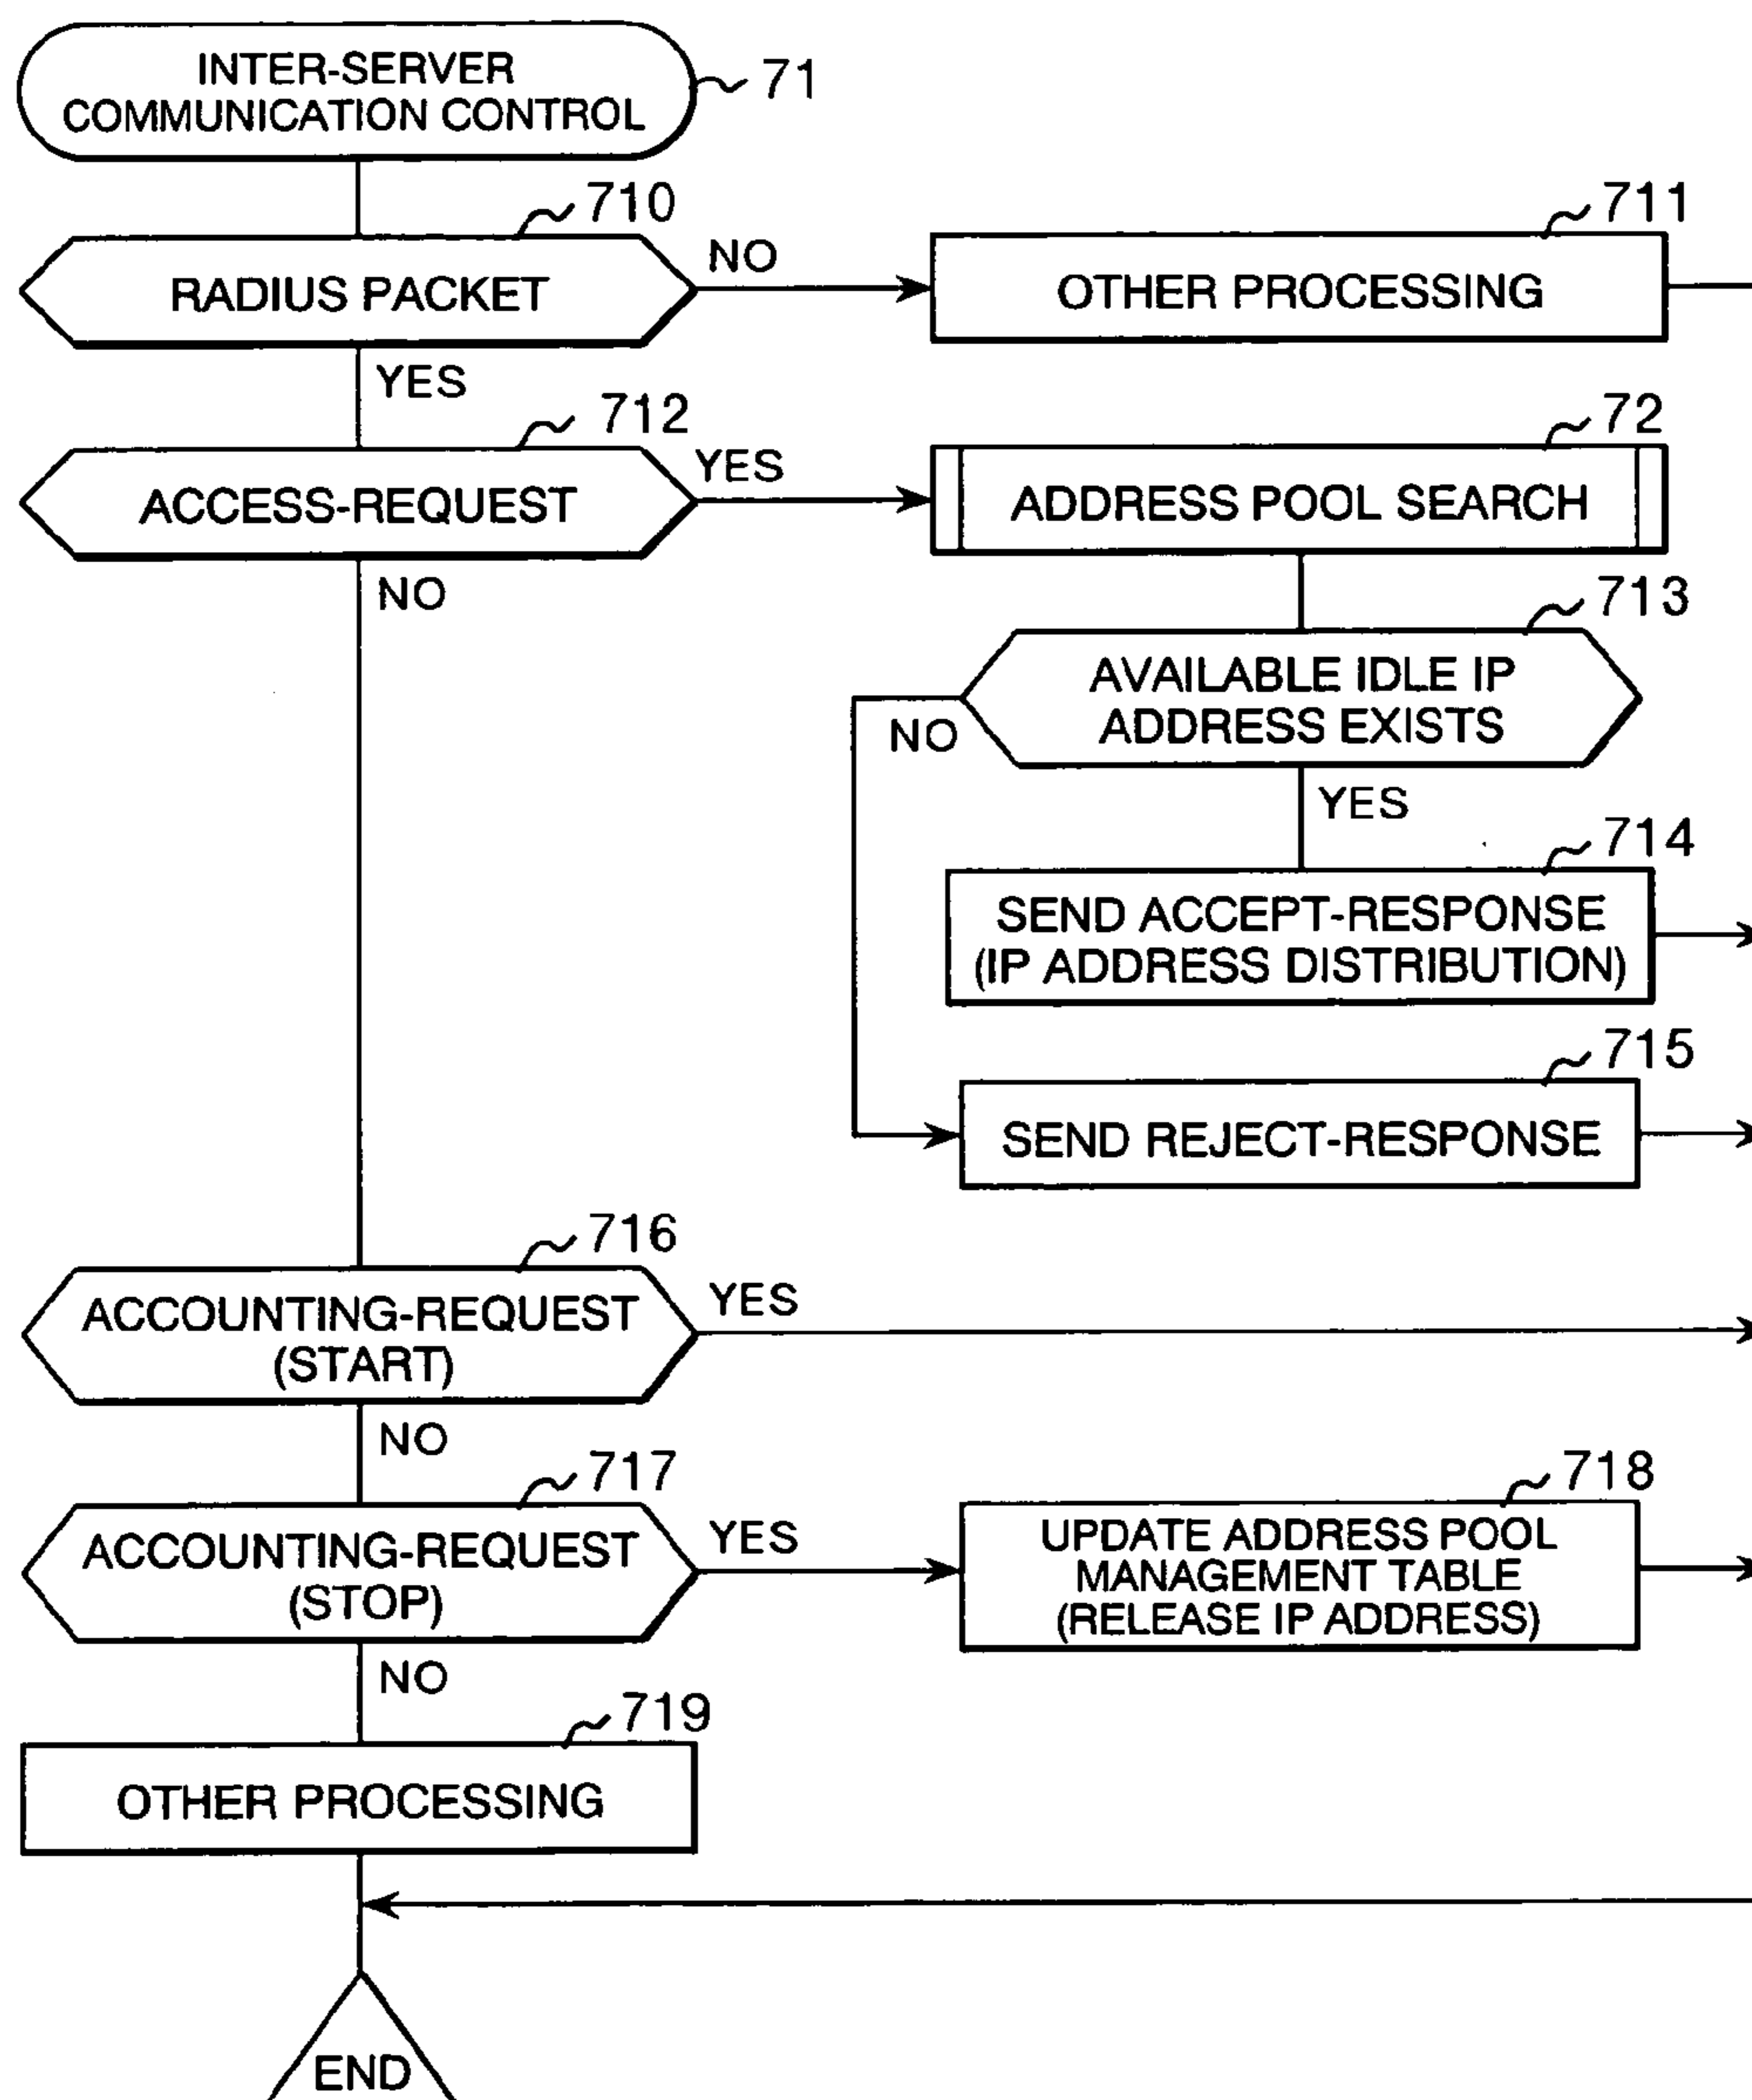 INTER-SERVER
COMMUNICATION CONTROL
71
710
RADIUS PACKET
NO
711
OTHER PROCESSING
YES
712
ACCESS-REQUEST
YES
72
ADDRESS POOL SEARCH
NO
713
AVAILABLE IDLE IP
ADDRESS EXISTS
NO
YES
714
SEND ACCEPT-RESPONSE
(IP ADDRESS DISTRIBUTION)
715
SEND REJECT-RESPONSE
716
ACCOUNTING-REQUEST
(START)
YES
NO
717
ACCOUNTING-REQUEST
(STOP)
YES
718
UPDATE ADDRESS POOL
MANAGEMENT TABLE
(RELEASE IP ADDRESS)
NO
719
OTHER PROCESSING
END